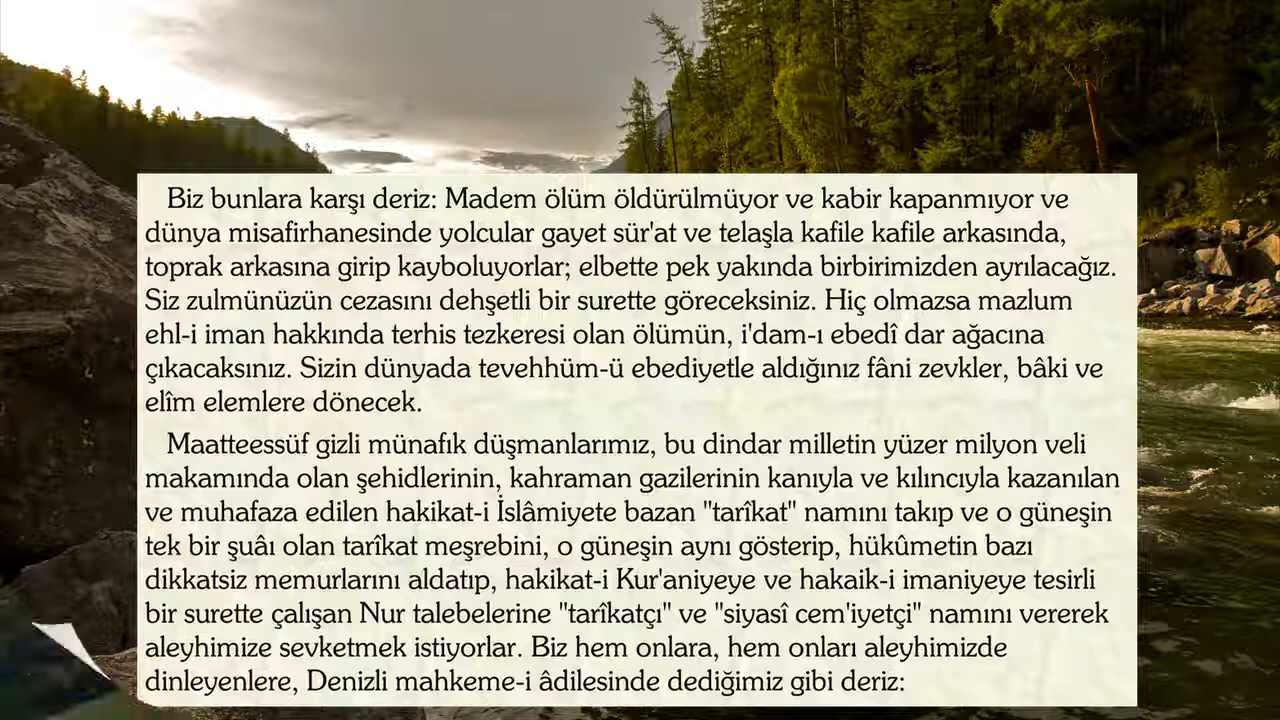 Biz bunlara karşı deriz: Madem ölüm öldürülmüyor ve kabir kapanmıyor ve
dünya misafirhanesinde yolcular gayet sür'at ve telaşla kafile kafile arkasında,
toprak arkasına girip kayboluyorlar; elbette pek yakında birbirimizden ayrılacağız.
Siz zulmünüzün cezasını dehşetli bir surette göreceksiniz. Hiç olmazsa mazlum
ehl-i iman hakkında terhis tezkeresi olan ölümün, i'dam-ı ebedî dar ağacına
çıkacaksınız. Sizin dünyada tevehhüm-ü ebediyetle aldığınız fâni zevkler, bâki ve
elîm elemlere dönecek.
Maatteessüf gizli münafık düşmanlarımız, bu dindar milletin yüzer milyon veli
makamında olan şehidlerinin, kahraman gazilerinin kanıyla ve kılıncıyla kazanılan
ve muhafaza edilen hakikat-i İslâmiyete bazan "tarîkat" namını takıp ve o güneşin
tek bir şuâı olan tarîkat meşrebini, o güneşin aynı gösterip, hükûmetin bazı
dikkatsiz memurlarını aldatıp, hakikat-i Kur'aniyeye ve hakaik-i imaniyeye tesirli
bir surette çalışan Nur talebelerine "tarîkatçı" ve "siyasî cem'iyetçi" namını vererek
aleyhimize sevketmek istiyorlar. Biz hem onlara, hem onları aleyhimizde
dinleyenlere, Denizli mahkeme-i âdilesinde dediğimiz gibi deriz: